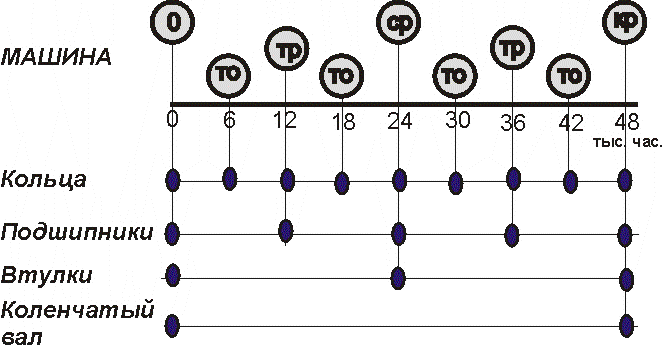 0 ср кр
тр тр
МАШИНА
то то то то
0 6 12 18 24 30 36 42 48
тыс. час.
Кольца
Подшипники
Втулки
Коленчатый
вал